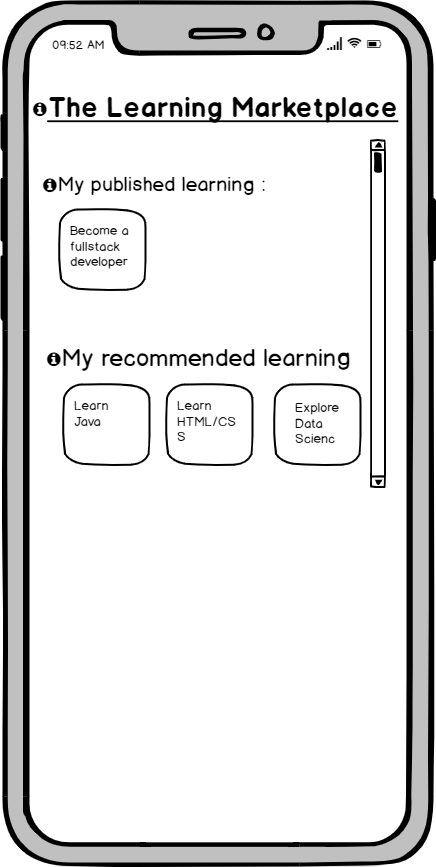 09:52 AM
The Learning Marketplace
My published learning :
Become a
fullstack
developer
My recommended learning
Learn
Java
Learn
HTML/CS
S
Explore
Data
Scienc